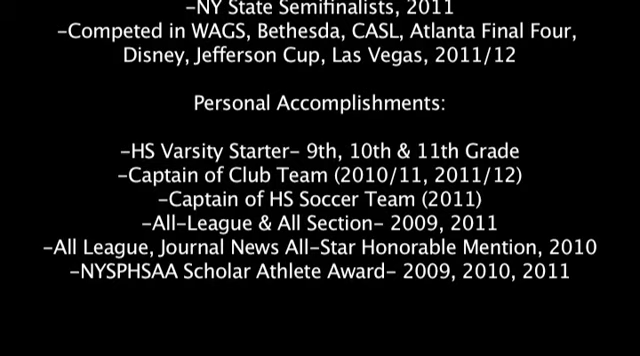 -NY State Semifinalists, 2011
-Competed in WAGS, Bethesda, CASL, Atlanta Final Four,
Disney, Jefferson Cup, Las Vegas, 2011/12
Personal Accomplishments:
-HS Varsity Starter- 9th, 10th & 11th Grade
-Captain of Club Team (2010/11, 2011/12)
-Captain of HS Soccer Team (2011)
-All-League & All Section- 2009, 2011
-All League, Journal News All-Star Honorable Mention, 2010
-NYSPHSAA Scholar Athlete Award- 2009, 2010, 2011